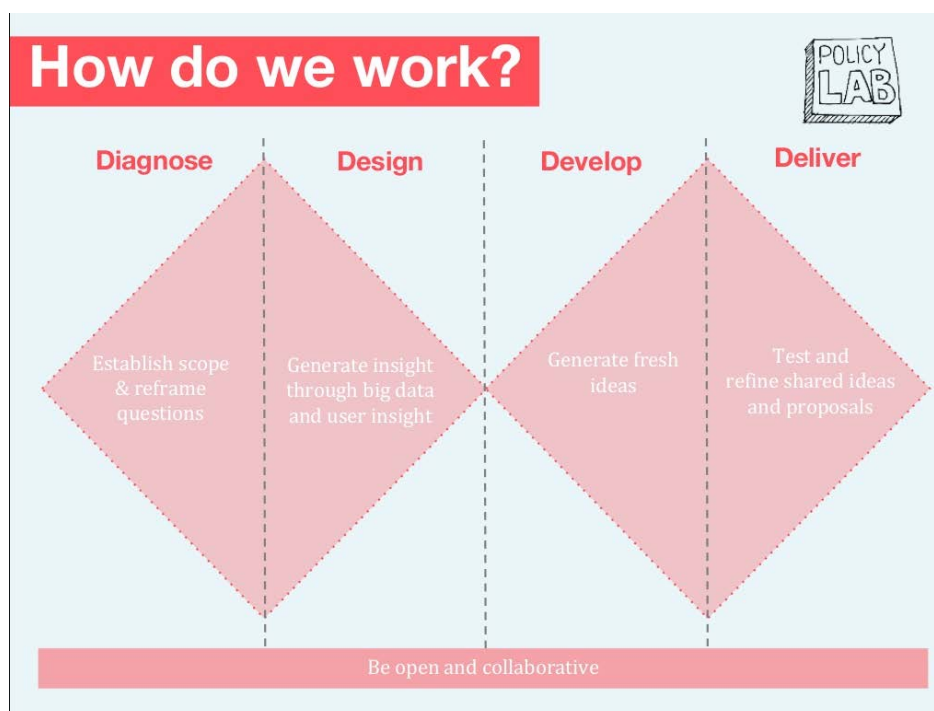 How do we work?
POLICY
LAB
Diagnose
Design
Develop
Deliver
Establish scope
& reframe
questions
Generate insight
through big data
and user insight
Generate fresh
ideas
Test and
refine shared ideas
and proposals
Be open and collaborative